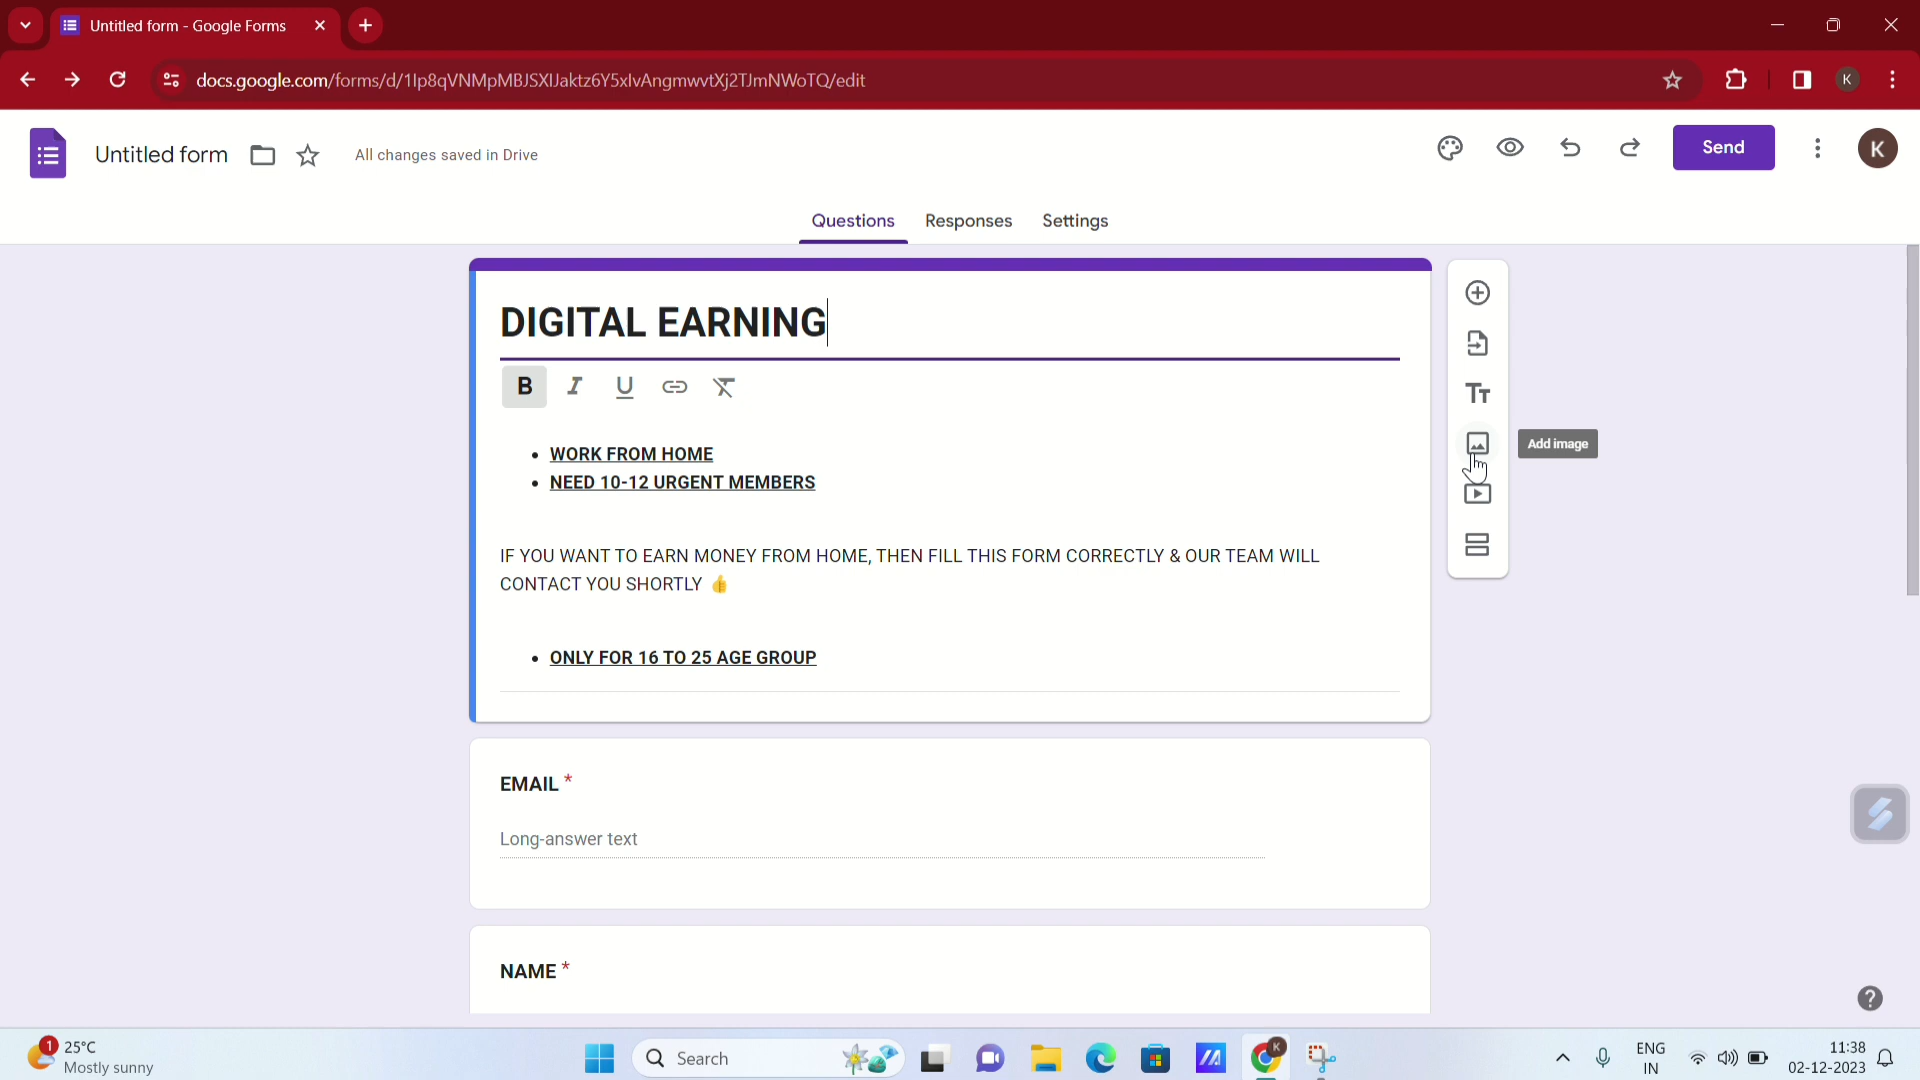 Untitled form - Google Forms
docs.google.com/forms/d/1Ip8qVNMpMBJSXIJaktz6Y5xIvAngmwvtXj2TJmNWoTQ/edit
K
Untitled form
All changes saved in Drive
Send
K
Questions Responses Settings
DIGITAL EARNING
B I U
Tт
Add image
• WORK FROM HOME
• NEED 10-12 URGENT MEMBERS
IF YOU WANT TO EARN MONEY FROM HOME, THEN FILL THIS FORM CORRECTLY & OUR TEAM WILL
CONTACT YOU SHORTLY 👍
• ONLY FOR 16 TO 25 AGE GROUP
EMAIL *
Long-answer text
NAME *
1
25°C
Mostly sunny
Search
K
ENG
IN
11:38
02-12-2023